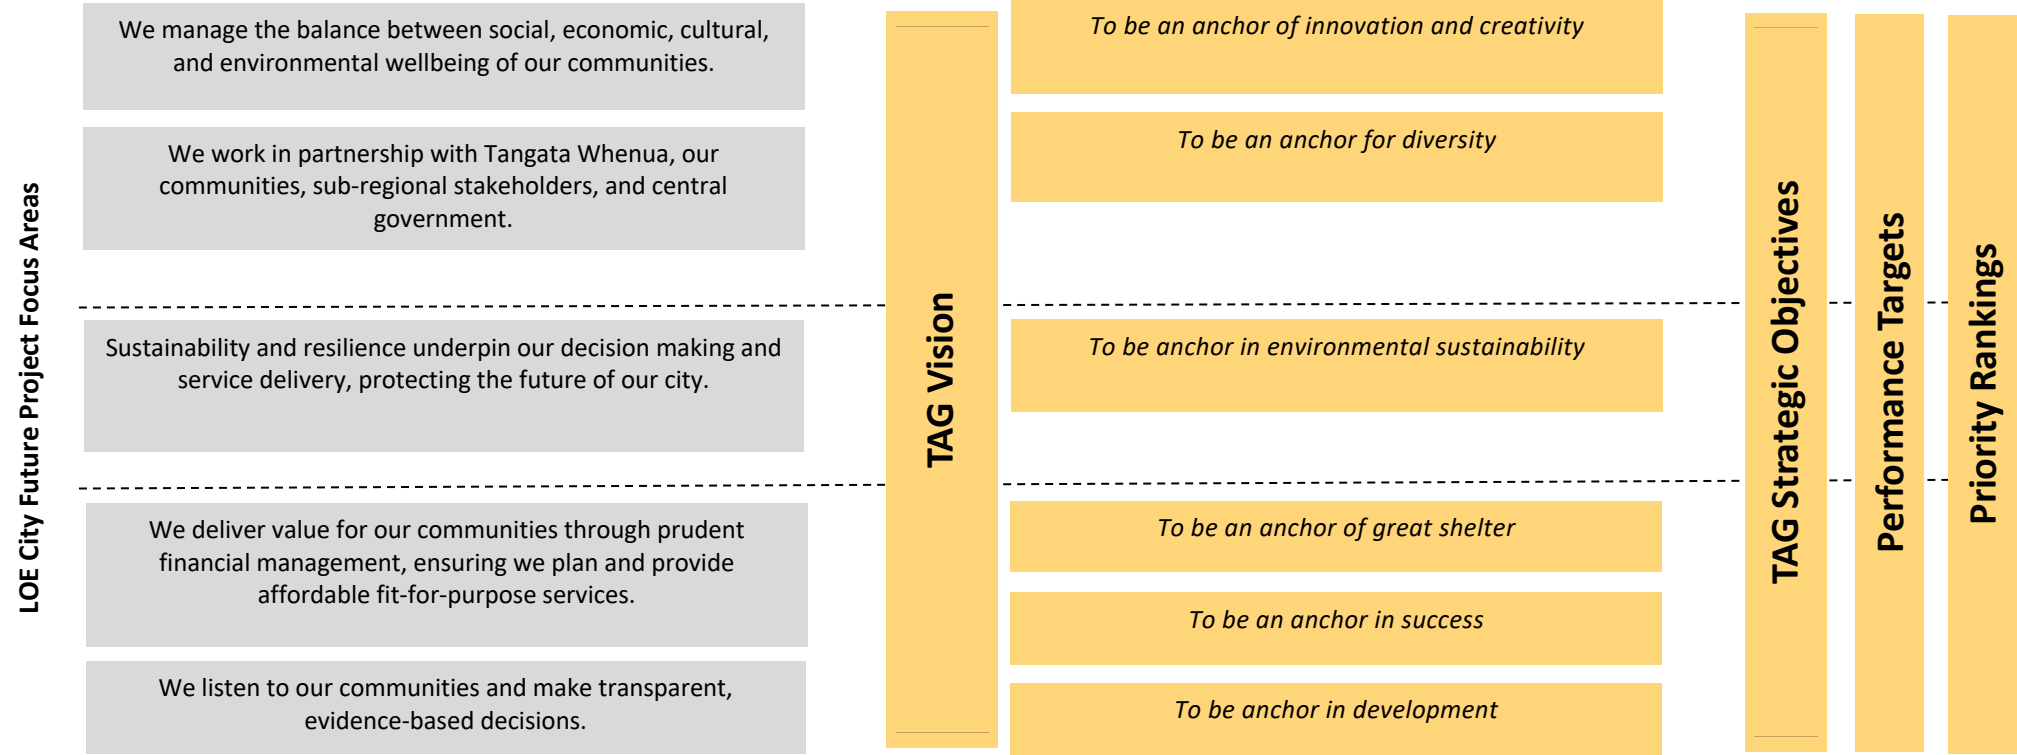 LOE City Future Project Focus Areas
We manage the balance between social, economic, cultural,
and environmental wellbeing of our communities.
We work in partnership with Tangata Whenua, our
communities, sub-regional stakeholders, and central
government.
Sustainability and resilience underpin our decision making and
service delivery, protecting the future of our city.
We deliver value for our communities through prudent
financial management, ensuring we plan and provide
affordable fit-for-purpose services.
We listen to our communities and make transparent,
evidence-based decisions.
TAG Vision
To be an anchor of innovation and creativity
To be an anchor for diversity
To be anchor in environmental sustainability
To be an anchor of great shelter
To be an anchor in success
To be anchor in development
TAG Strategic Objectives
Performance Targets
Priority Rankings